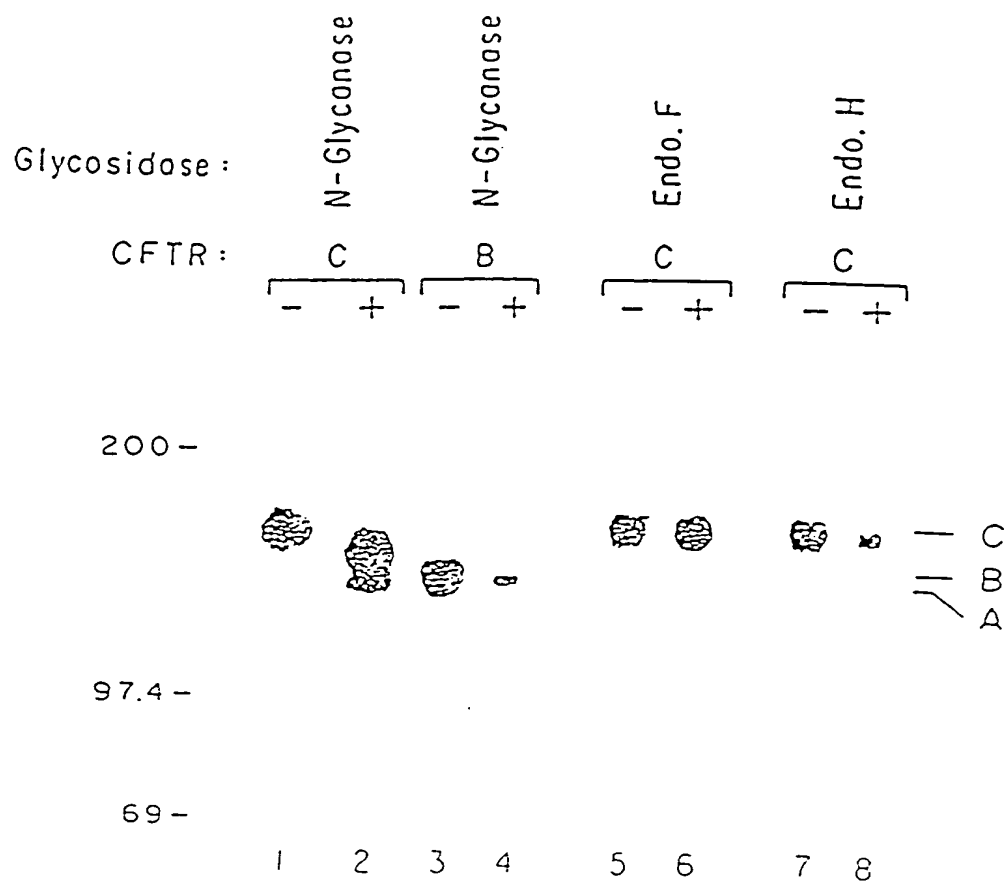 N-Glycanase N-Glycanase Endo. F Endo. H
Glycosidase :
CFTR : C B C C
− + − + − + − +
200 −
C
B
A
97.4 −
69 −
1 2 3 4 5 6 7 8